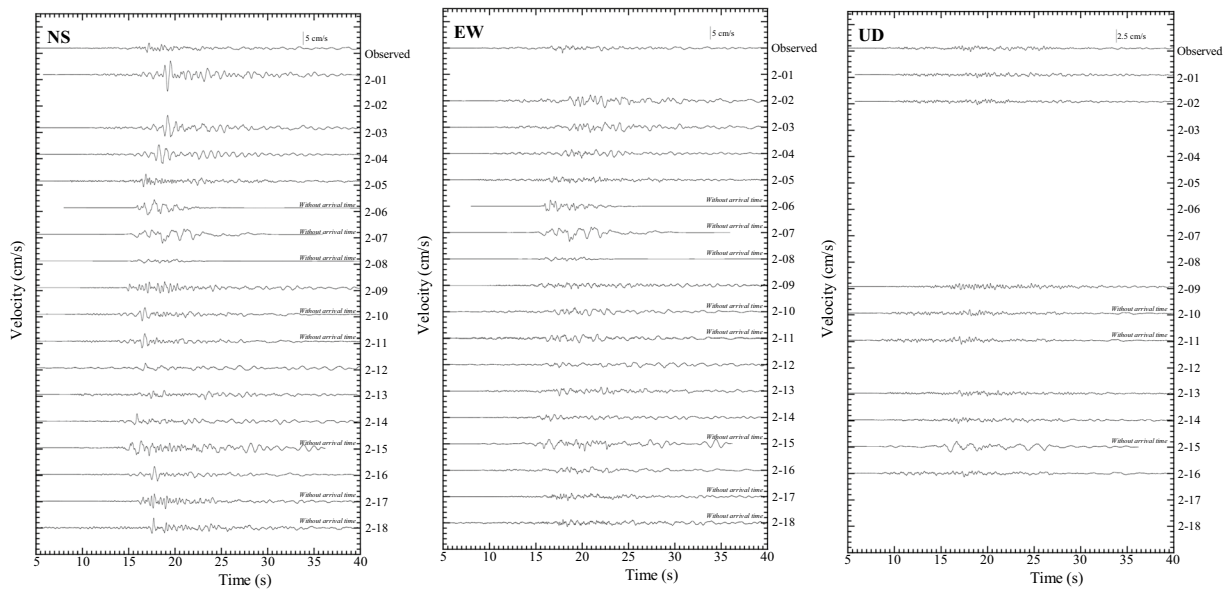 NS
5 cm/s
Observed
2-01
2-02
2-03
2-04
2-05
Without arrival time
2-06
Without arrival time
2-07
Without arrival time
2-08
2-09
Without arrival time
2-10
Without arrival time
2-11
2-12
2-13
2-14
Without arrival time
2-15
2-16
Without arrival time
2-17
Without arrival time
2-18
Velocity (cm/s)
5 10 15 20 25 30 35 40
Time (s)
EW
5 cm/s
Observed
2-01
2-02
2-03
2-04
2-05
Without arrival time
2-06
Without arrival time
2-07
Without arrival time
2-08
2-09
Without arrival time
2-10
Without arrival time
2-11
2-12
2-13
2-14
Without arrival time
2-15
2-16
Without arrival time
2-17
Without arrival time
2-18
Velocity (cm/s)
5 10 15 20 25 30 35 40
Time (s)
UD
2.5 cm/s
Observed
2-01
2-02
2-03
2-04
2-05
2-06
2-07
2-08
2-09
Without arrival time
2-10
Without arrival time
2-11
2-12
2-13
2-14
Without arrival time
2-15
2-16
2-17
2-18
Velocity (cm/s)
5 10 15 20 25 30 35 40
Time (s)